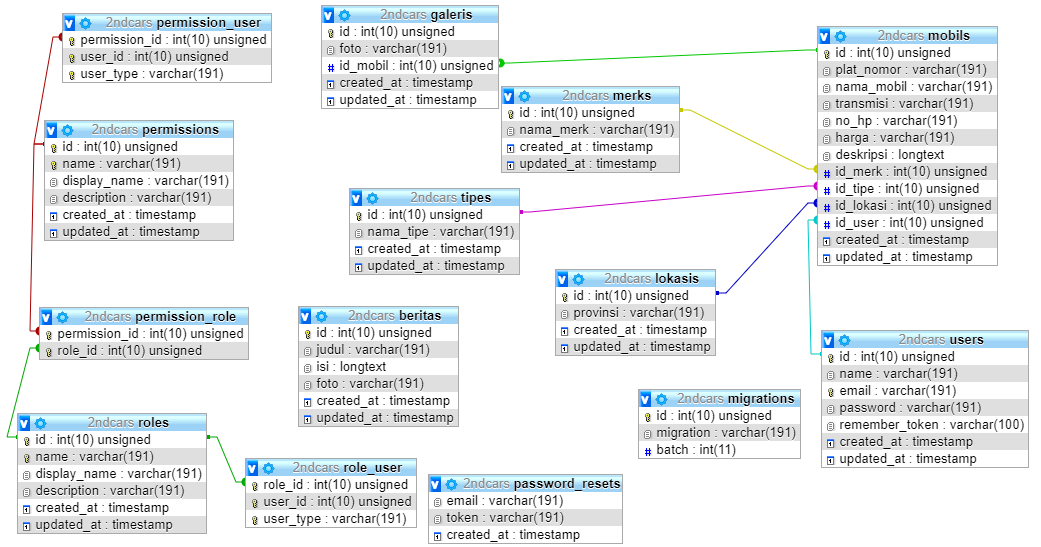 2ndcars permission_user
permission_id : int(10) unsigned
user_id : int(10) unsigned
user_type : varchar(191)
2ndcars galeris
id : int(10) unsigned
foto : varchar(191)
id_mobil : int(10) unsigned
created_at : timestamp
updated_at : timestamp
2ndcars mobils
id : int(10) unsigned
plat_nomor : varchar(191)
nama_mobil : varchar(191)
transmisi : varchar(191)
no_hp : varchar(191)
harga : varchar(191)
deskripsi : longtext
id_merk : int(10) unsigned
id_tipe : int(10) unsigned
id_lokasi : int(10) unsigned
id_user : int(10) unsigned
created_at : timestamp
updated_at : timestamp
2ndcars merks
id : int(10) unsigned
nama_merk : varchar(191)
created_at : timestamp
updated_at : timestamp
2ndcars permissions
id : int(10) unsigned
name : varchar(191)
display_name : varchar(191)
description : varchar(191)
created_at : timestamp
updated_at : timestamp
2ndcars tipes
id : int(10) unsigned
nama_tipe : varchar(191)
created_at : timestamp
updated_at : timestamp
2ndcars lokasis
id : int(10) unsigned
provinsi : varchar(191)
created_at : timestamp
updated_at : timestamp
2ndcars permission_role
permission_id : int(10) unsigned
role_id : int(10) unsigned
2ndcars beritas
id : int(10) unsigned
judul : varchar(191)
isi : longtext
foto : varchar(191)
created_at : timestamp
updated_at : timestamp
2ndcars users
id : int(10) unsigned
name : varchar(191)
email : varchar(191)
password : varchar(191)
remember_token : varchar(100)
created_at : timestamp
updated_at : timestamp
2ndcars migrations
id : int(10) unsigned
migration : varchar(191)
batch : int(11)
2ndcars roles
id : int(10) unsigned
name : varchar(191)
display_name : varchar(191)
description : varchar(191)
created_at : timestamp
updated_at : timestamp
2ndcars role_user
role_id : int(10) unsigned
user_id : int(10) unsigned
user_type : varchar(191)
2ndcars password_resets
email : varchar(191)
token : varchar(191)
created_at : timestamp